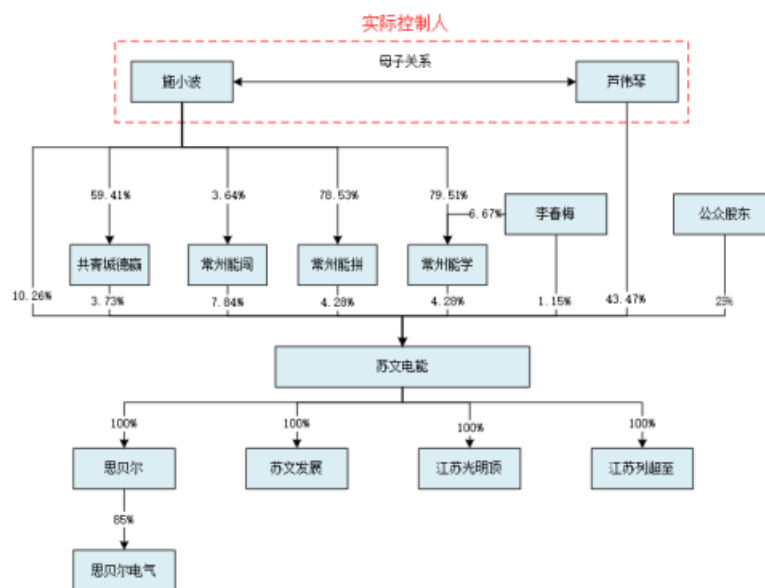 实际控制人
施小波
母子关系
芦伟琴
59.41%
3.64%
78.53%
79.51%
6.67%
李春梅
公众股东
共青城德赢
常州能闯
常州能拼
常州能学
10.26%
3.73%
7.84%
4.28%
4.28%
1.15%
43.47%
25%
苏文电能
100%
100%
100%
100%
思贝尔
苏文发展
江苏光明顶
江苏列超至
85%
思贝尔电气